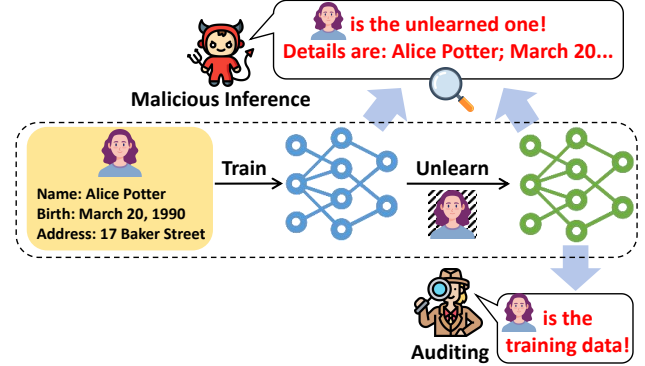 is the unlearned one!
Details are: Alice Potter; March 20...
Malicious Inference
Name: Alice Potter
Birth: March 20, 1990
Address: 17 Baker Street
Train
Unlearn
Auditing
is the
training data!